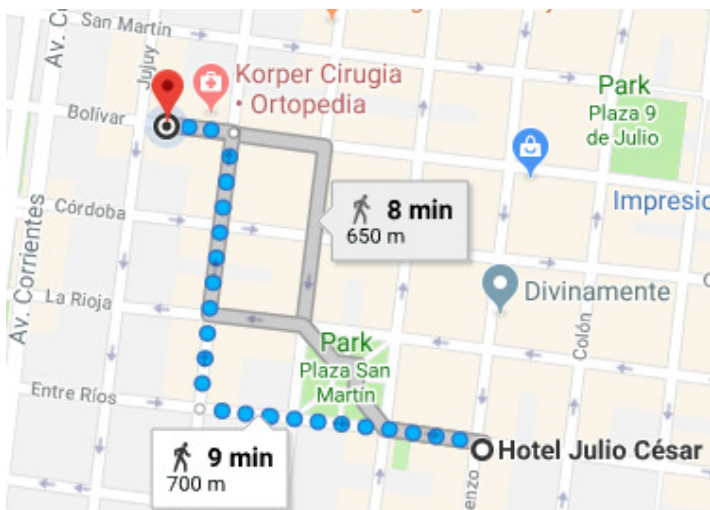 San Martín
Av. C
Jujuy
Korper Cirugia
• Ortopedia
Park
Plaza 9
de Julio
Bolívar
Impresic
8 min
650 m
Córdoba
Av. Corrientes
Divinamente
La Rioja
Colón
Park
Plaza San
Martín
Entre Ríos
9 min
700 m
Hotel Julio César
enzo